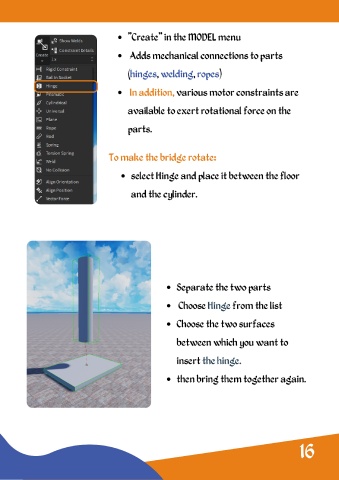 Show Welds
Constraint Details
Create
Rigid Constraint
Ball in Socket
Hinge
Prismatic
Cylindrical
Universal
Plane
Rope
Rod
Spring
Torsion Spring
Weld
No Collision
Align Orientation
Align Position
Vector Force
• "Create" in the MODEL menu
• Adds mechanical connections to parts
(hinges, welding, ropes)
• In addition, various motor constraints are
available to exert rotational force on the
parts.
To make the bridge rotate:
• select Hinge and place it between the floor
and the cylinder.
• Separate the two parts
• Choose Hinge from the list
• Choose the two surfaces
between which you want to
insert the hinge.
• then bring them together again.
16